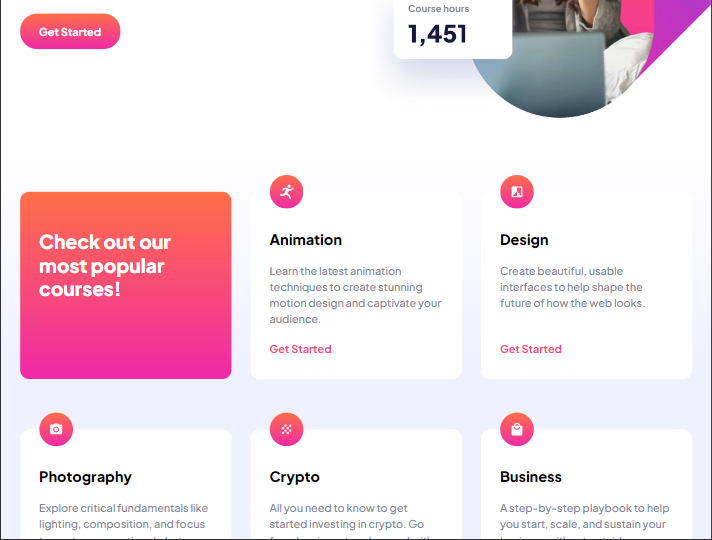 Course hours
1,451
Get Started
Check out our
most popular
courses!
Animation
Learn the latest animation
techniques to create stunning
motion design and captivate your
audience.
Get Started
Design
Create beautiful, usable
interfaces to help shape the
future of how the web looks.
Get Started
Photography
Explore critical fundamentals like
lighting, composition, and focus
Crypto
All you need to know to get
started investing in crypto. Go
Business
A step-by-step playbook to help
you start, scale, and sustain your